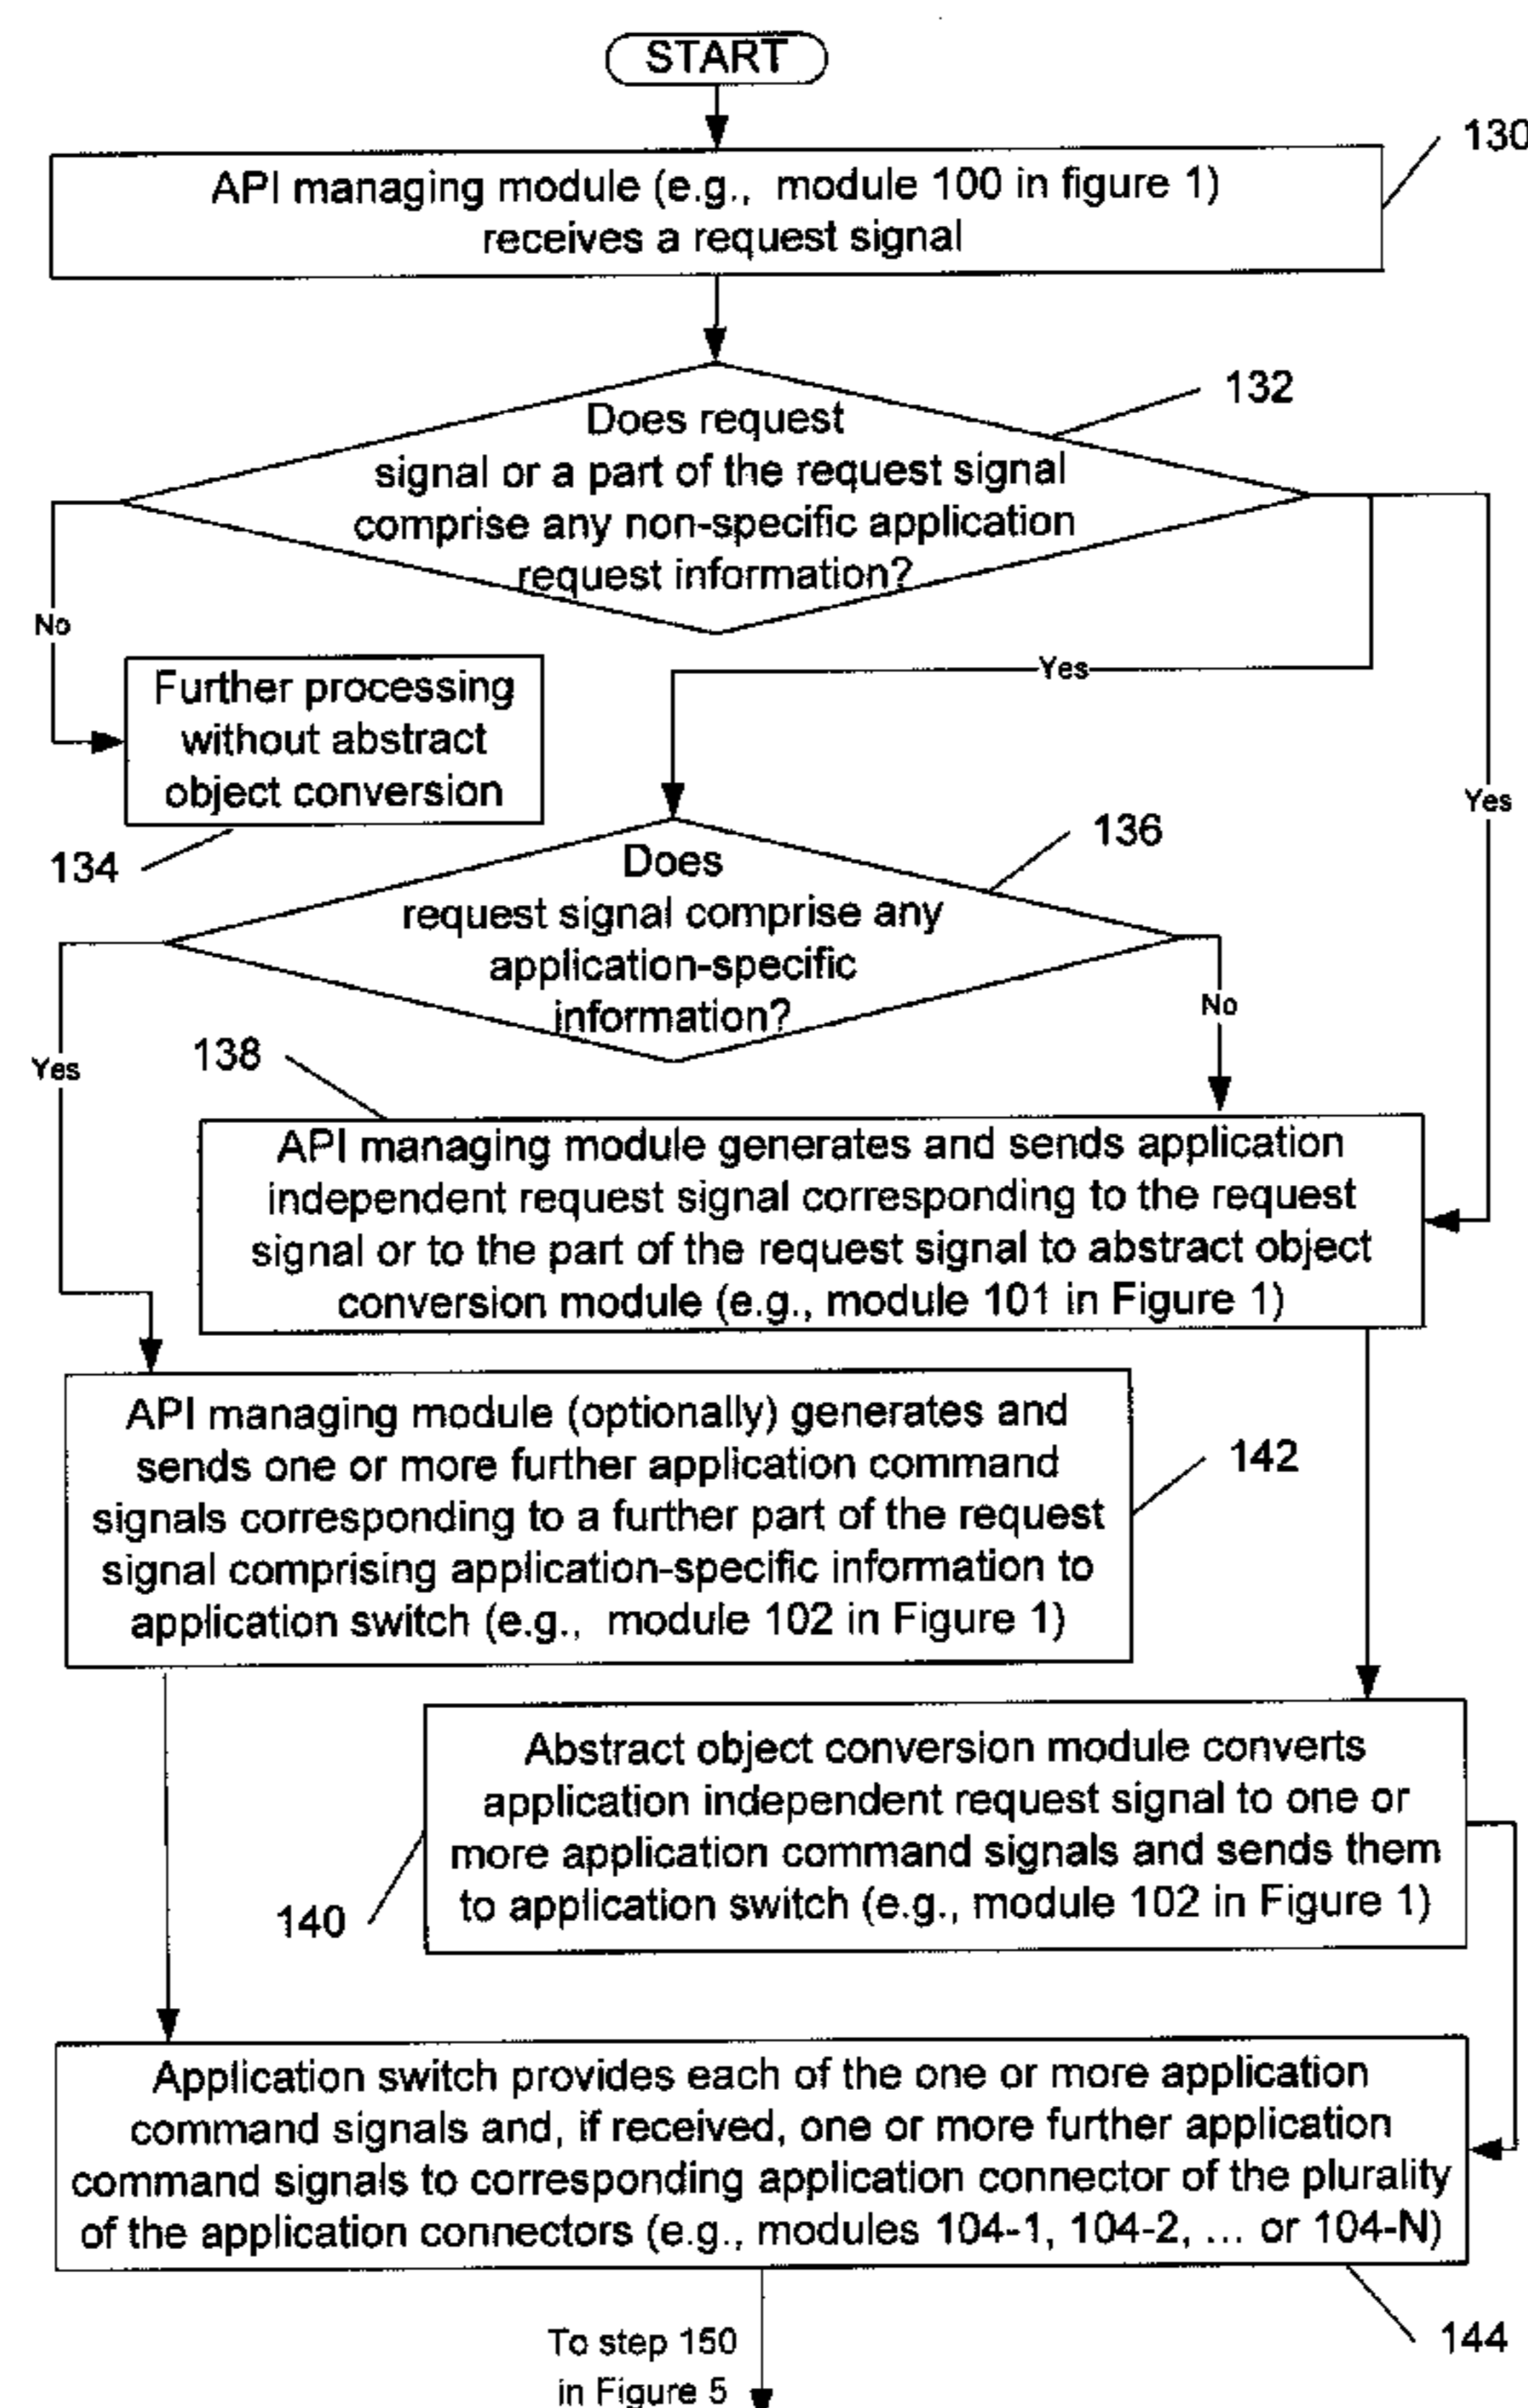 START
130
API managing module (e.g., module 100 in figure 1)
receives a request signal
132
Does request
signal or a part of the request signal
comprise any non-specific application
request information?
No
Yes
Further processing
without abstract
object conversion
Yes
134
136
Does
request signal comprise any
application-specific
information?
No
138
Yes
API managing module generates and sends application
independent request signal corresponding to the request
signal or to the part of the request signal to abstract object
conversion module (e.g., module 101 in Figure 1)
API managing module (optionally) generates and
sends one or more further application command
signals corresponding to a further part of the request
signal comprising application-specific information to
application switch (e.g., module 102 in Figure 1)
142
Abstract object conversion module converts
application independent request signal to one or
more application command signals and sends them
to application switch (e.g., module 102 in Figure 1)
140
Application switch provides each of the one or more application
command signals and, if received, one or more further application
command signals to corresponding application connector of the plurality
of the application connectors (e.g., modules 104-1, 104-2, ... or 104-N)
144
To step 150
in Figure 5